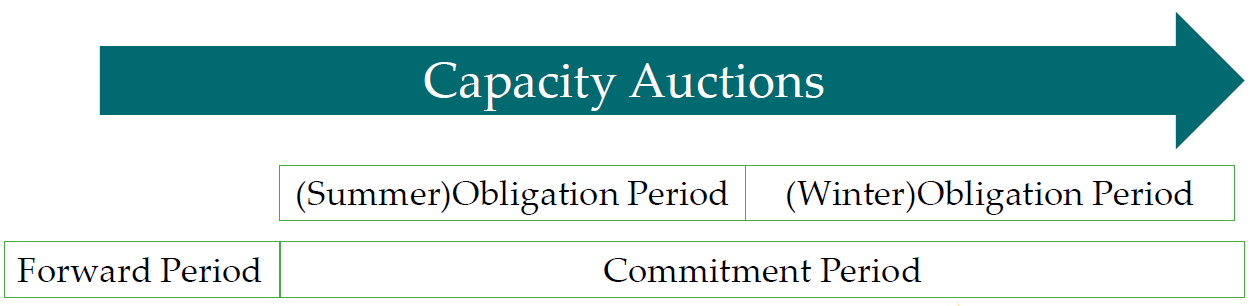 Capacity Auctions
(Summer)Obligation Period (Winter)Obligation Period
Forward Period Commitment Period